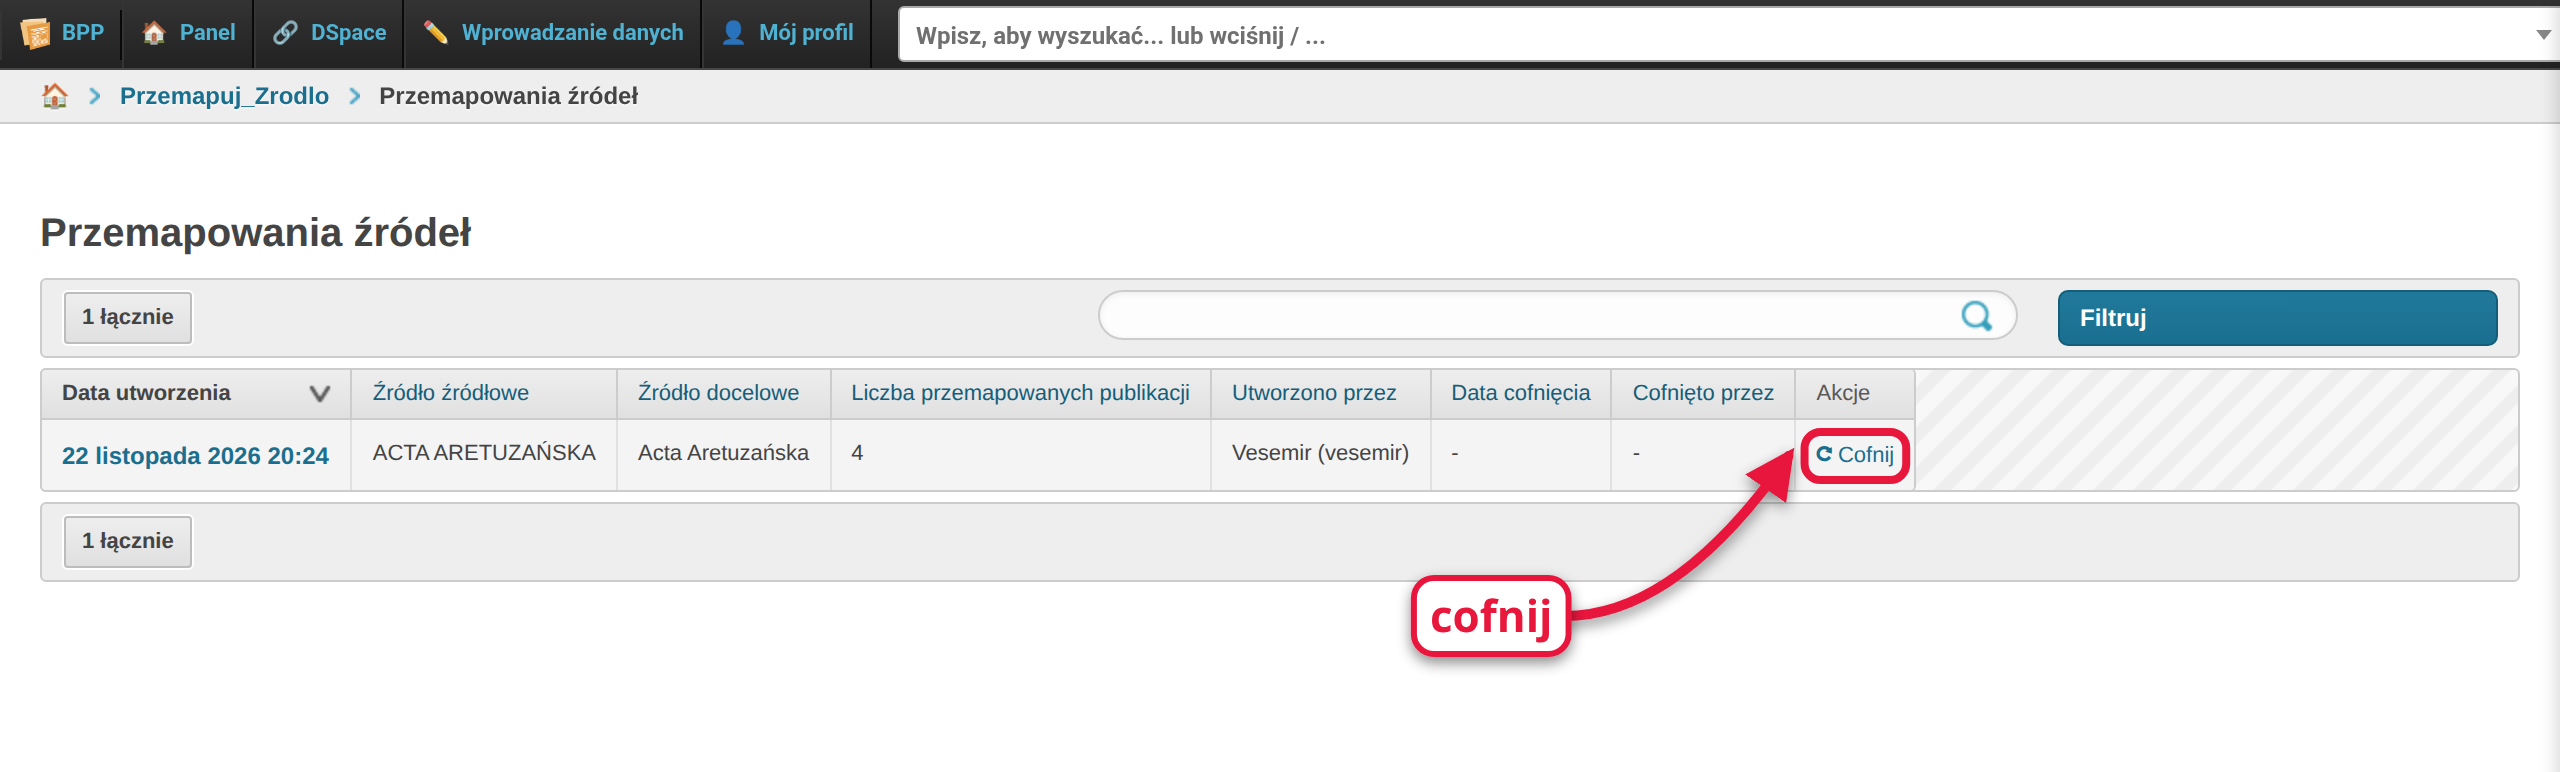 BPP Panel DSpace Wprowadzanie danych Mój profil Wpisz, aby wyszukać... lub wciśnij / ...
Przemapuj_Zrodlo Przemapowania źródeł
Przemapowania źródeł
1 łącznie Filtruj
Data utworzenia Źródło źródłowe Źródło docelowe Liczba przemapowanych publikacji Utworzono przez Data cofnięcia Cofnięto przez Akcje
22 listopada 2026 20:24 ACTA ARETUZAŃSKA Acta Aretuzańska 4 Vesemir (vesemir) - - Cofnij
1 łącznie
cofnij